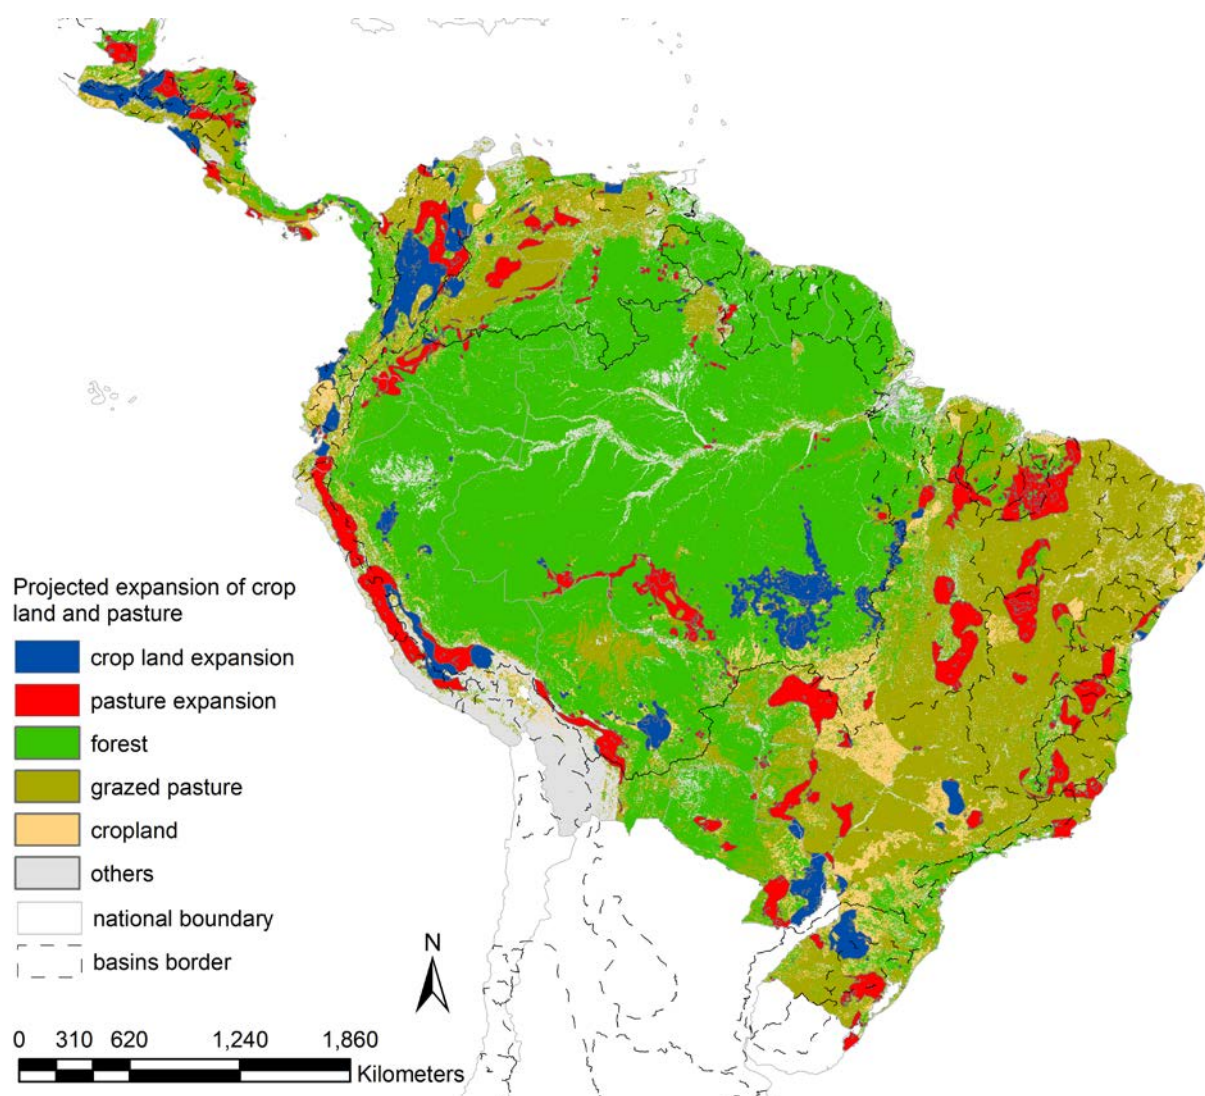 Projected expansion of crop
land and pasture
crop land expansion
pasture expansion
forest
grazed pasture
cropland
others
national boundary
basins border
N
0 310 620 1,240 1,860
Kilometers